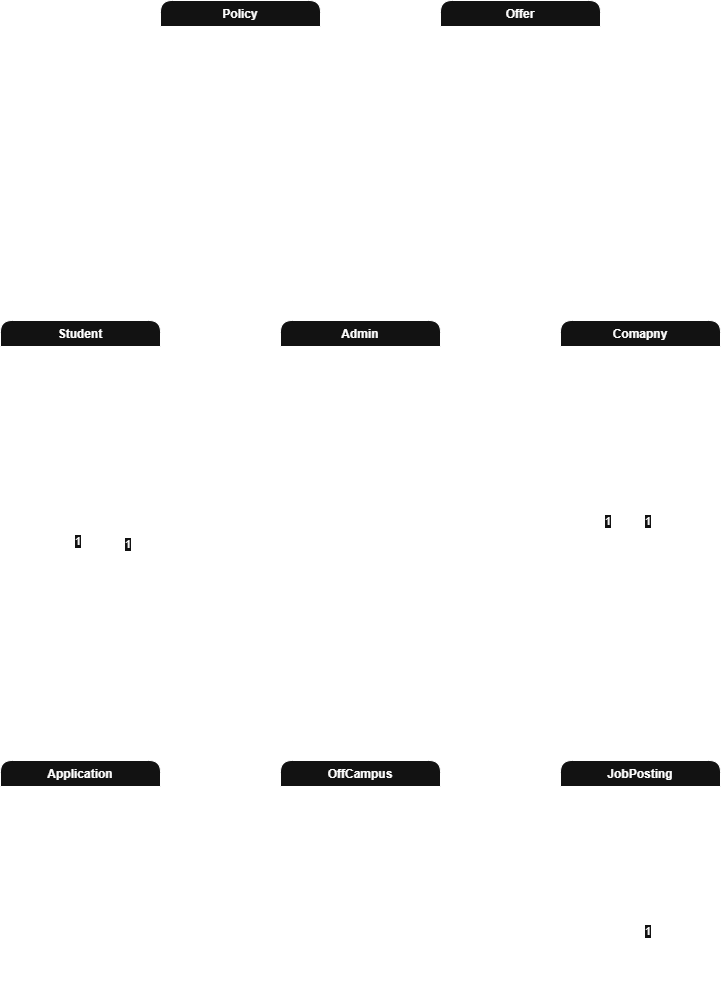 Policy
Offer
Student
Admin
Comapny
1
1
1
1
Application
OffCampus
JobPosting
1